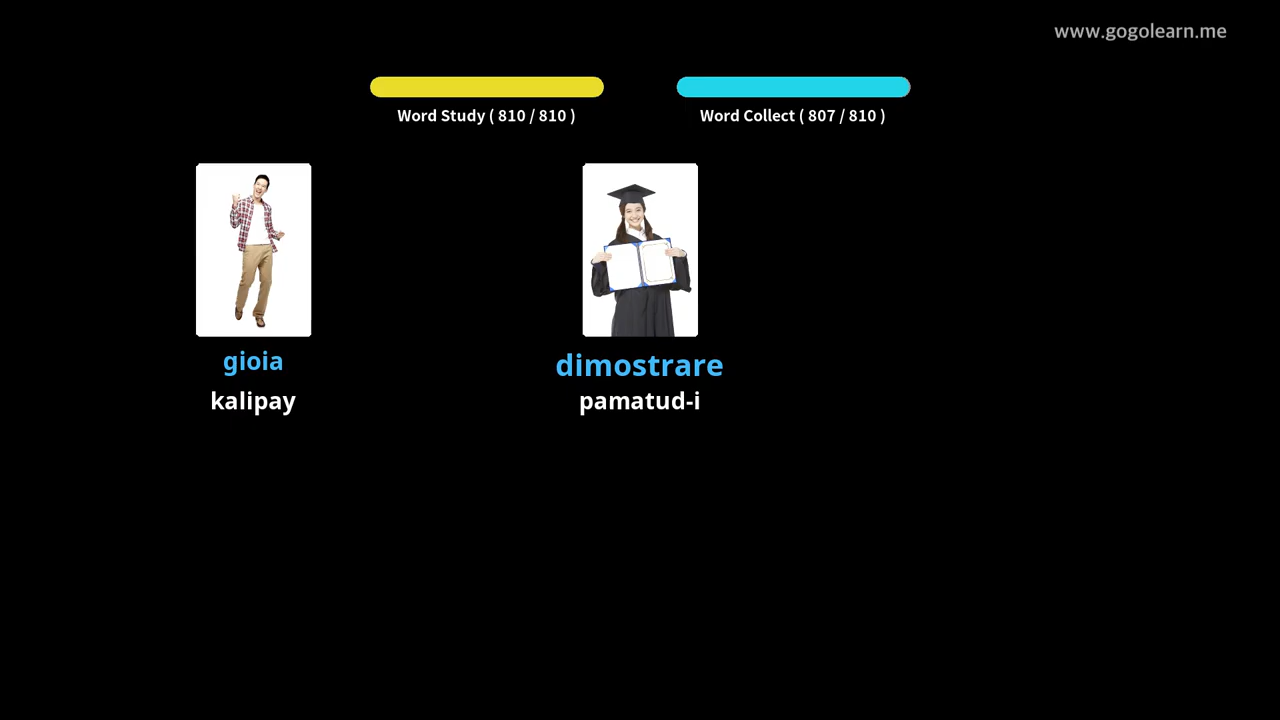 www.gogolearn.me
Word Study ( 810 / 810 )
Word Collect ( 807 / 810 )
gioia
kalipay
dimostrare
pamatud-i